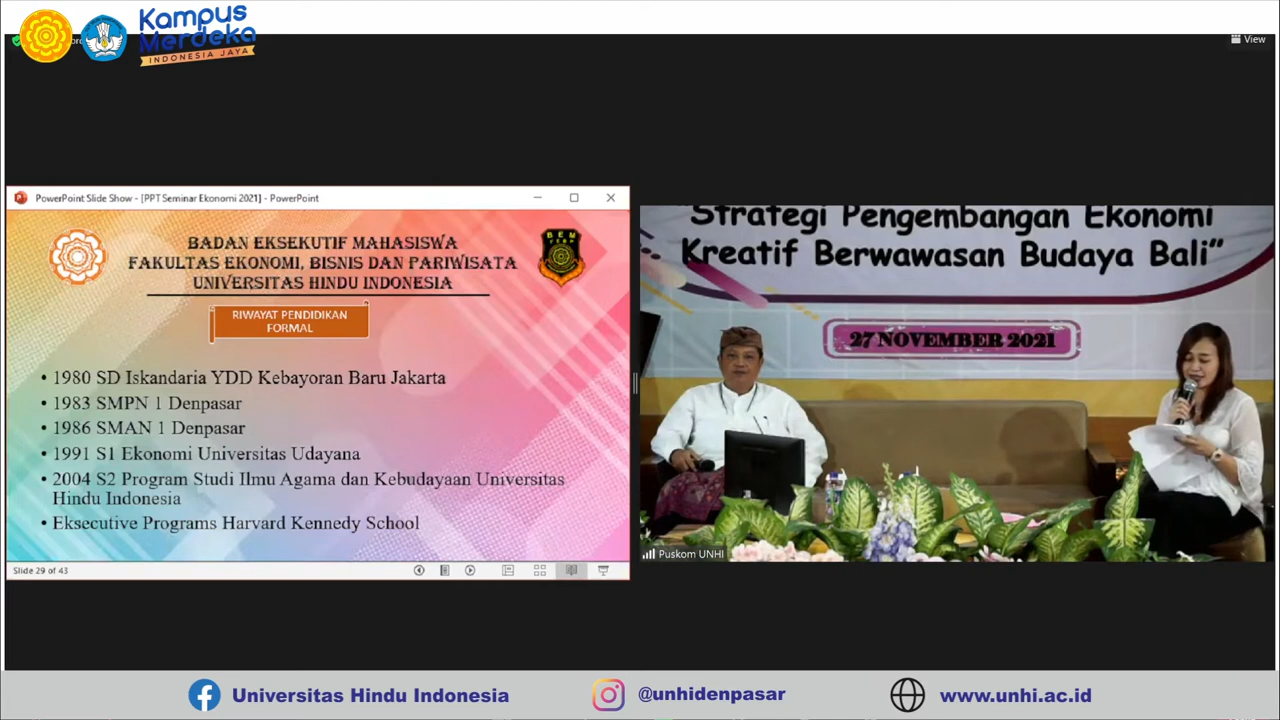 Kampus
Merdeka
INDONESIA JAYA
View
PowerPoint Slide Show - [PPT Seminar Ekonomi 2021] - PowerPoint
BADAN EKSEKUTIF MAHASISWA
FAKULTAS EKONOMI, BISNIS DAN PARIWISATA
UNIVERSITAS HINDU INDONESIA
BEM
RIWAYAT PENDIDIKAN
FORMAL
• 1980 SD Iskandaria YDD Kebayoran Baru Jakarta
• 1983 SMPN 1 Denpasar
• 1986 SMAN 1 Denpasar
• 1991 S1 Ekonomi Universitas Udayana
• 2004 S2 Program Studi Ilmu Agama dan Kebudayaan Universitas
Hindu Indonesia
• Eksecutive Programs Harvard Kennedy School
Slide 29 of 43
"Strategi Pengembangan Ekonomi
Kreatif Berwawasan Budaya Bali"
27 NOVEMBER 2021
Puskom UNHI
Universitas Hindu Indonesia
@unhidenpasar
www.unhi.ac.id